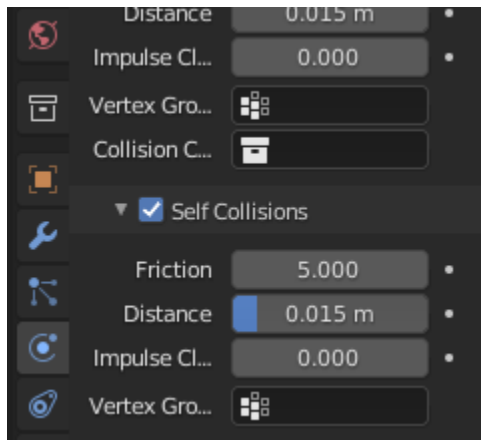 Distance 0.015 m
Impulse Cl... 0.000
Vertex Gro...
Collision C...
Self Collisions
Friction 5.000
Distance 0.015 m
Impulse Cl... 0.000
Vertex Gro...